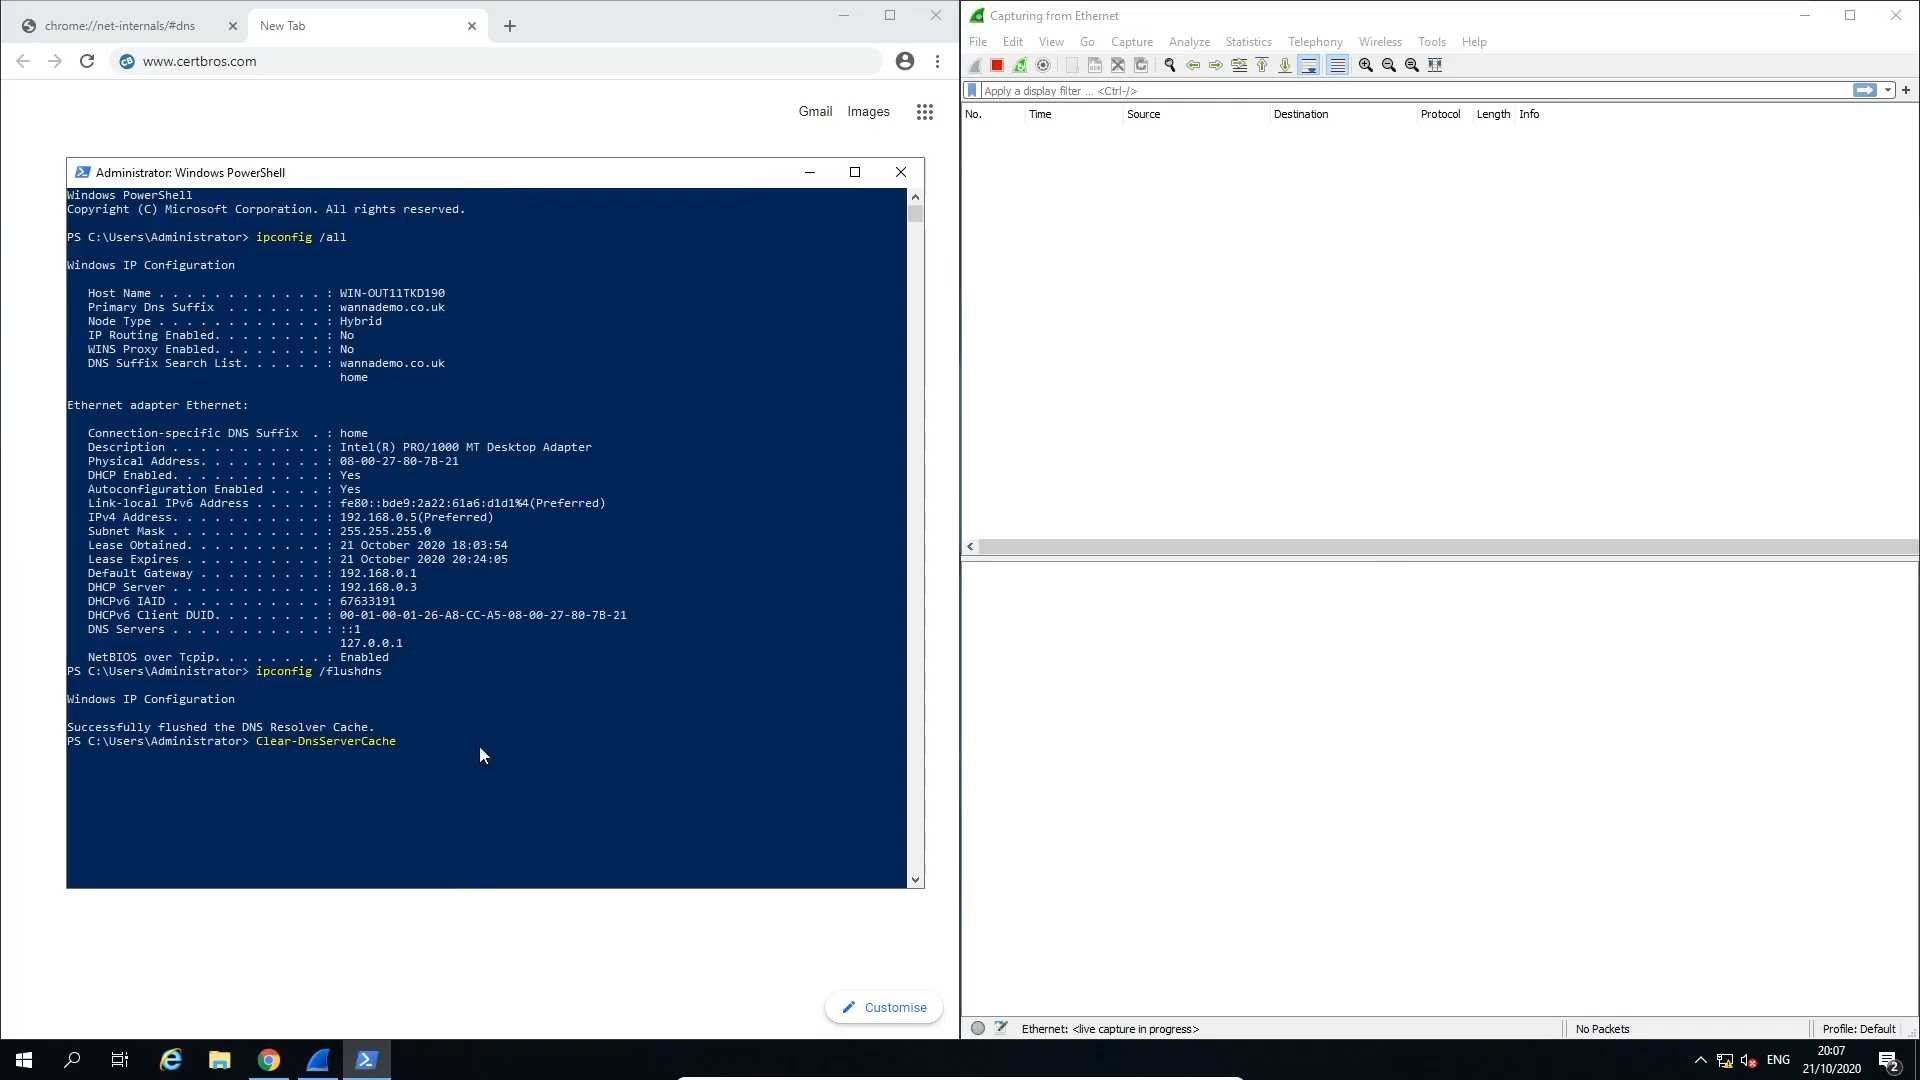 chrome://net-internals/#dns
New Tab
www.certbros.com
Gmail Images
Administrator: Windows PowerShell
Windows PowerShell
Copyright (C) Microsoft Corporation. All rights reserved.
PS C:\Users\Administrator> ipconfig /all
Windows IP Configuration
Host Name . . . . . . . . . . . . : WIN-OUT11TKD190
Primary Dns Suffix  . . . . . . . : wannademo.co.uk
Node Type . . . . . . . . . . . . : Hybrid
IP Routing Enabled. . . . . . . . : No
WINS Proxy Enabled. . . . . . . . : No
DNS Suffix Search List. . . . . . : wannademo.co.uk
home
Ethernet adapter Ethernet:
Connection-specific DNS Suffix  . : home
Description . . . . . . . . . . . : Intel(R) PRO/1000 MT Desktop Adapter
Physical Address. . . . . . . . . : 08-00-27-80-7B-21
DHCP Enabled. . . . . . . . . . . : Yes
Autoconfiguration Enabled . . . . : Yes
Link-local IPv6 Address . . . . . : fe80::bde9:2a22:61a6:d1d1%4(Preferred)
IPv4 Address. . . . . . . . . . . : 192.168.0.5(Preferred)
Subnet Mask . . . . . . . . . . . : 255.255.255.0
Lease Obtained. . . . . . . . . . : 21 October 2020 18:03:54
Lease Expires . . . . . . . . . . : 21 October 2020 20:24:05
Default Gateway . . . . . . . . . : 192.168.0.1
DHCP Server . . . . . . . . . . . : 192.168.0.3
DHCPv6 IAID . . . . . . . . . . . : 67633191
DHCPv6 Client DUID. . . . . . . . : 00-01-00-01-26-A8-CC-A5-08-00-27-80-7B-21
DNS Servers . . . . . . . . . . . : ::1
127.0.0.1
NetBIOS over Tcpip. . . . . . . . : Enabled
PS C:\Users\Administrator> ipconfig /flushdns
Windows IP Configuration
Successfully flushed the DNS Resolver Cache.
PS C:\Users\Administrator> Clear-DnsServerCache
Customise
Capturing from Ethernet
File Edit View Go Capture Analyze Statistics Telephony Wireless Tools Help
Apply a display filter ... <Ctrl-/>
No. Time Source Destination Protocol Length Info
Ethernet: <live capture in progress> No Packets Profile: Default
ENG
20:07
21/10/2020
2